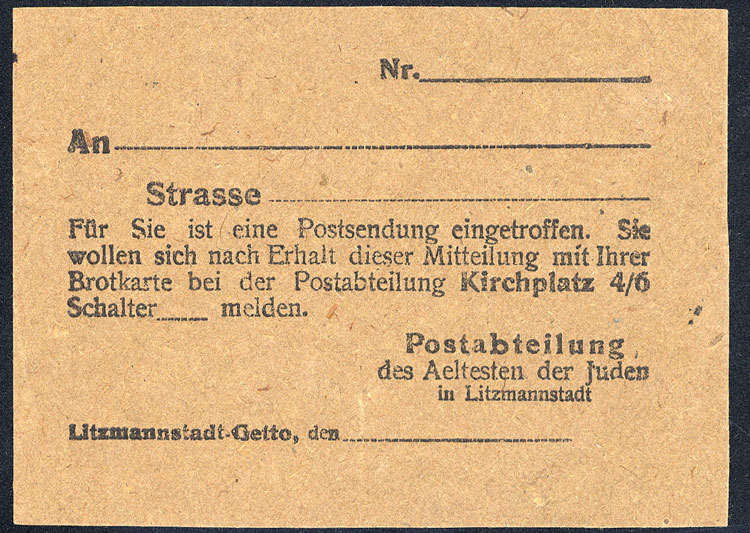 Nr.
An
Strasse
Für Sie ist eine Postsendung eingetroffen. Sie
wollen sich nach Erhalt dieser Mitteilung mit Ihrer
Brotkarte bei der Postabteilung Kirchplatz 4/6
Schalter____ melden.
Postabteilung
des Aeltesten der Juden
in Litzmannstadt
Litzmannstadt-Getto, den